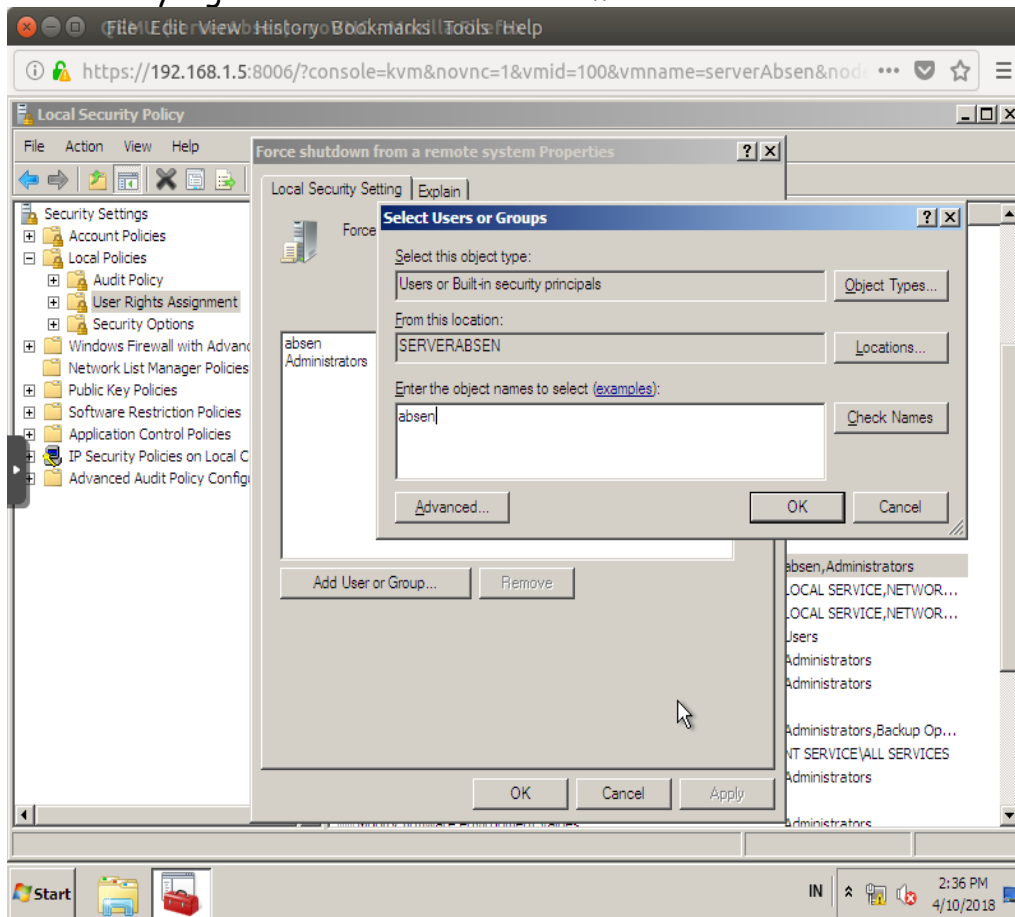 File Edit View History Bookmarks Tools Help
https://192.168.1.5:8006/?console=kvm&novnc=1&vmid=100&vmname=serverAbsen&nod
Local Security Policy
File Action View Help
Force shutdown from a remote system Properties
Local Security Setting Explain
Force
Security Settings
Account Policies
Local Policies
Audit Policy
User Rights Assignment
Security Options
Windows Firewall with Advanc
Network List Manager Policies
Public Key Policies
Software Restriction Policies
Application Control Policies
IP Security Policies on Local C
Advanced Audit Policy Config
absen
Administrators
Select Users or Groups
Select this object type:
Users or Built-in security principals
Object Types...
From this location:
SERVERABSEN
Locations...
Enter the object names to select (examples):
absen
Check Names
Advanced...
OK Cancel
Add User or Group... Remove
absen,Administrators
LOCAL SERVICE,NETWOR...
LOCAL SERVICE,NETWOR...
Users
Administrators
Administrators
Administrators,Backup Op...
NT SERVICE\ALL SERVICES
Administrators
Administrators
OK Cancel Apply
Start
IN
2:36 PM
4/10/2018